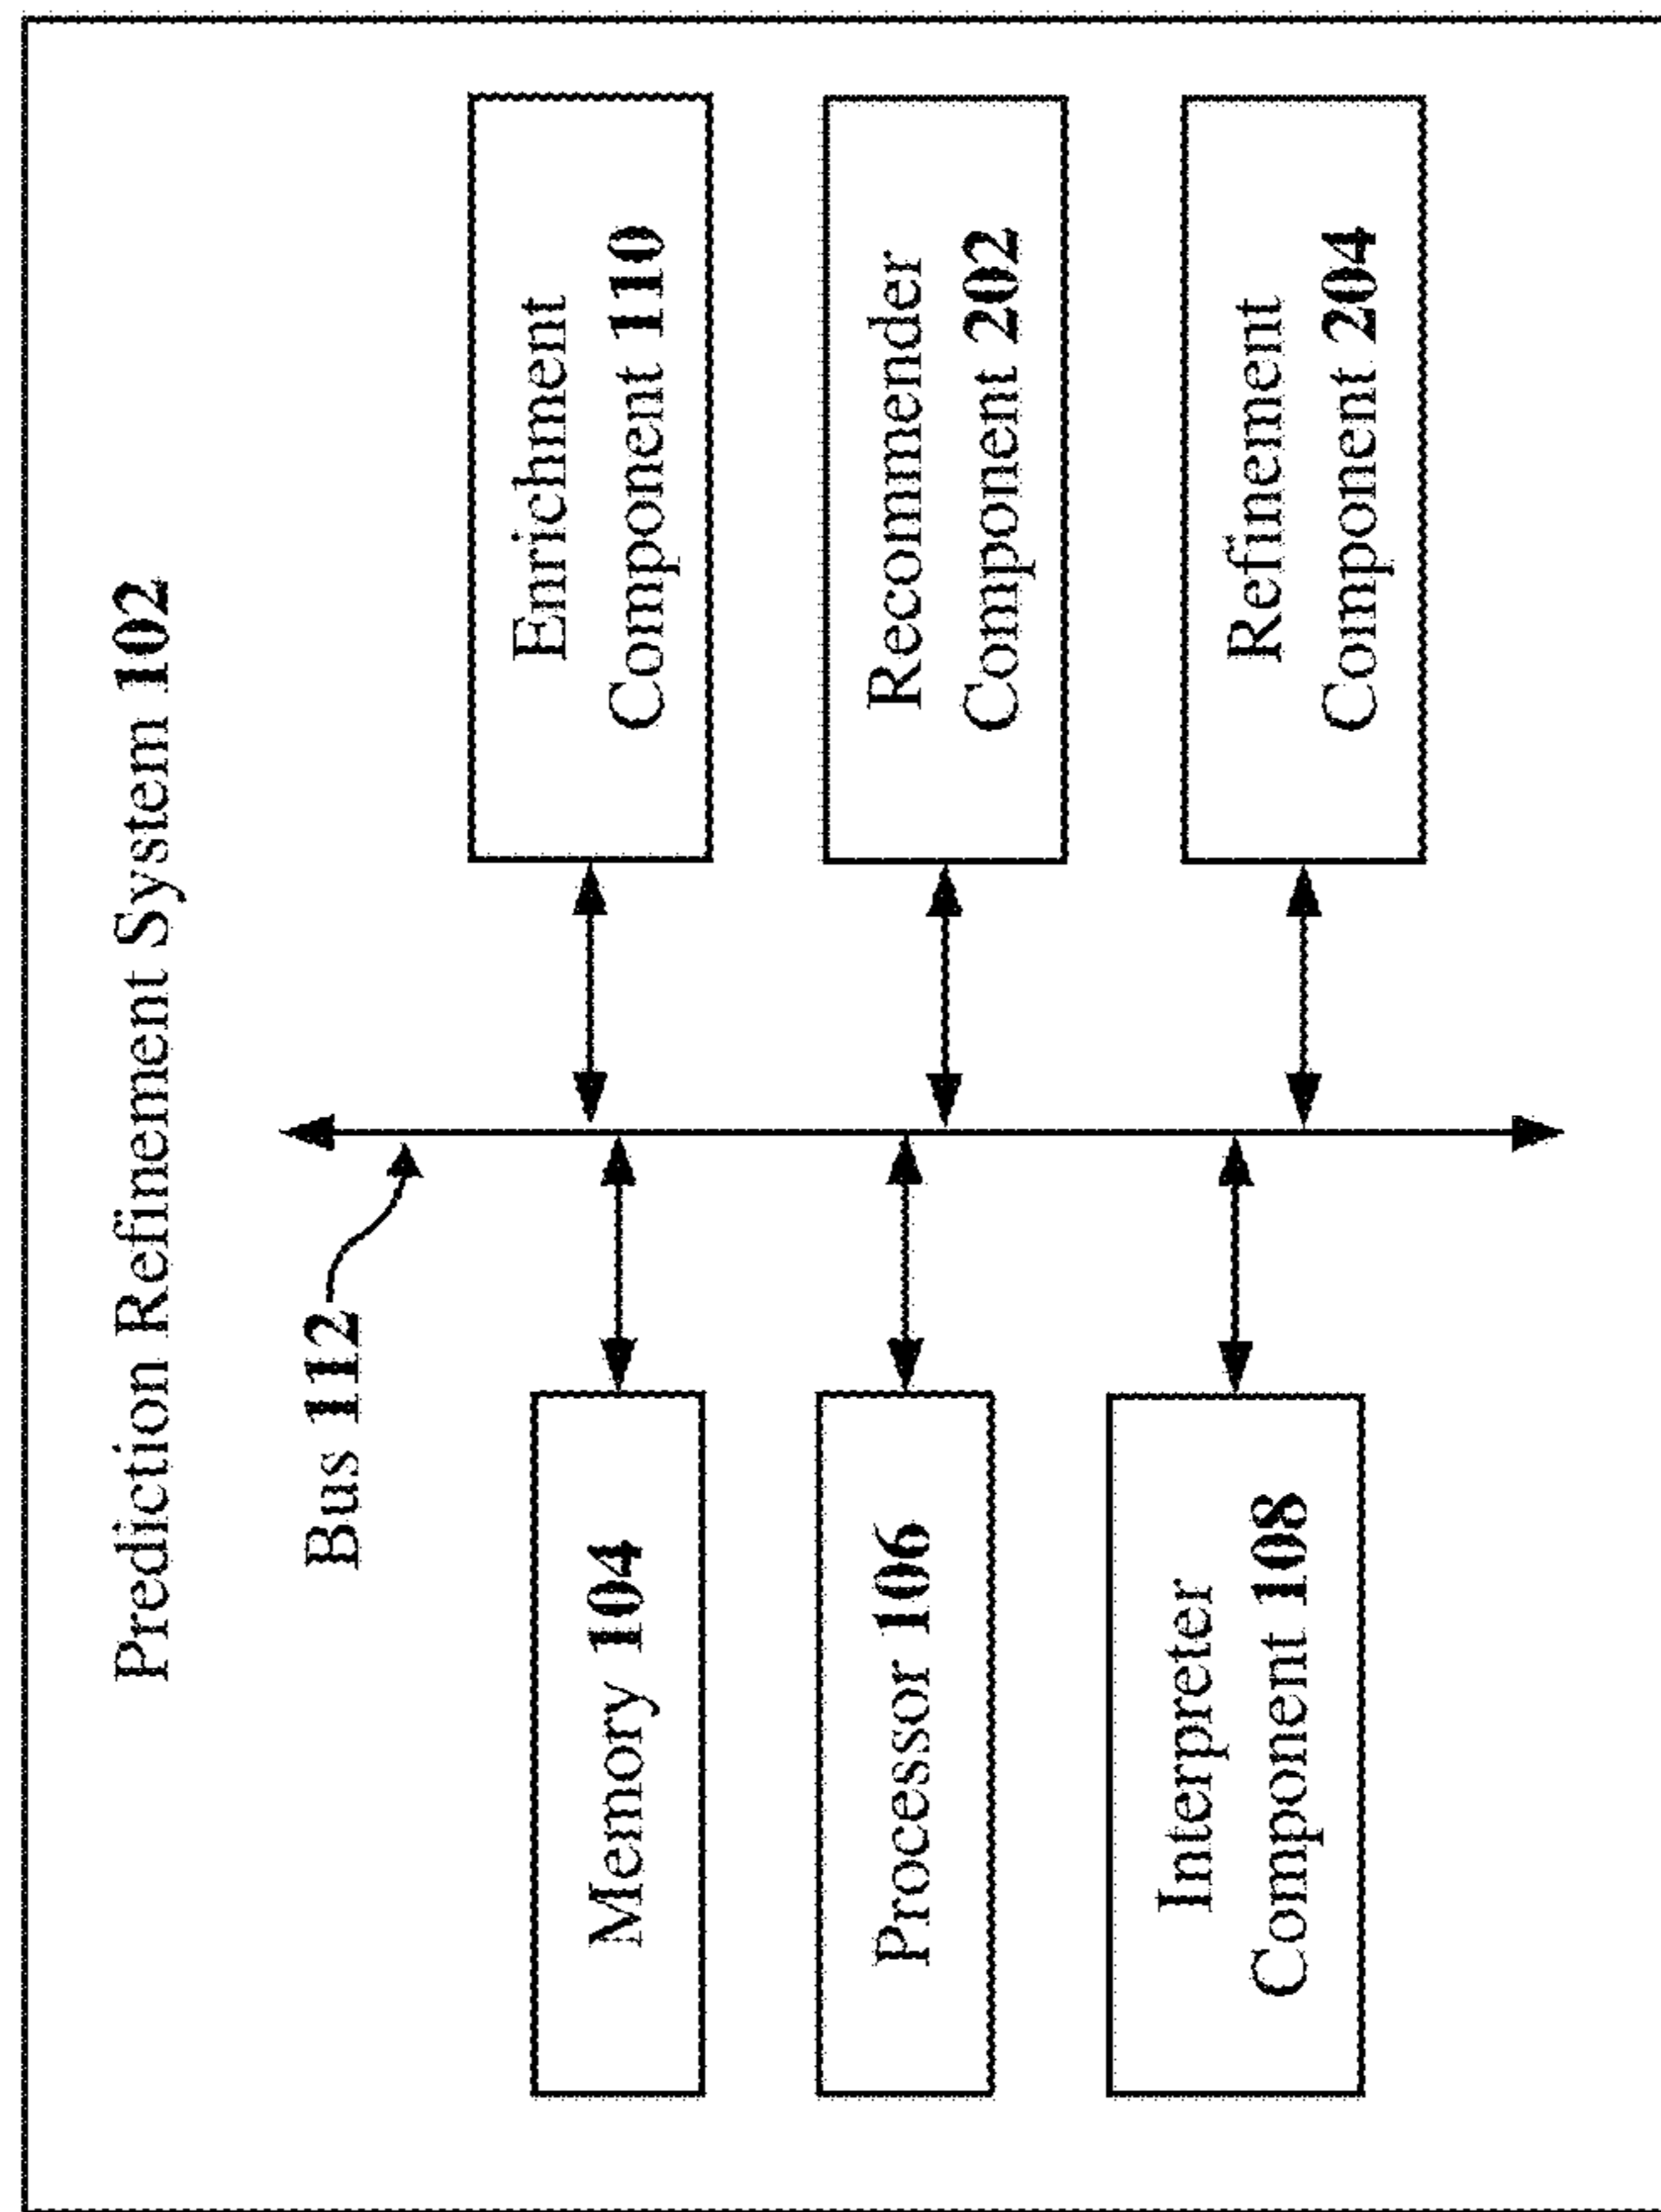 Prediction Refinement System 102
Bus 112
Memory 104
Processor 106
Interpreter
Component 108
Enrichment
Component 110
Recommender
Component 202
Refinement
Component 204